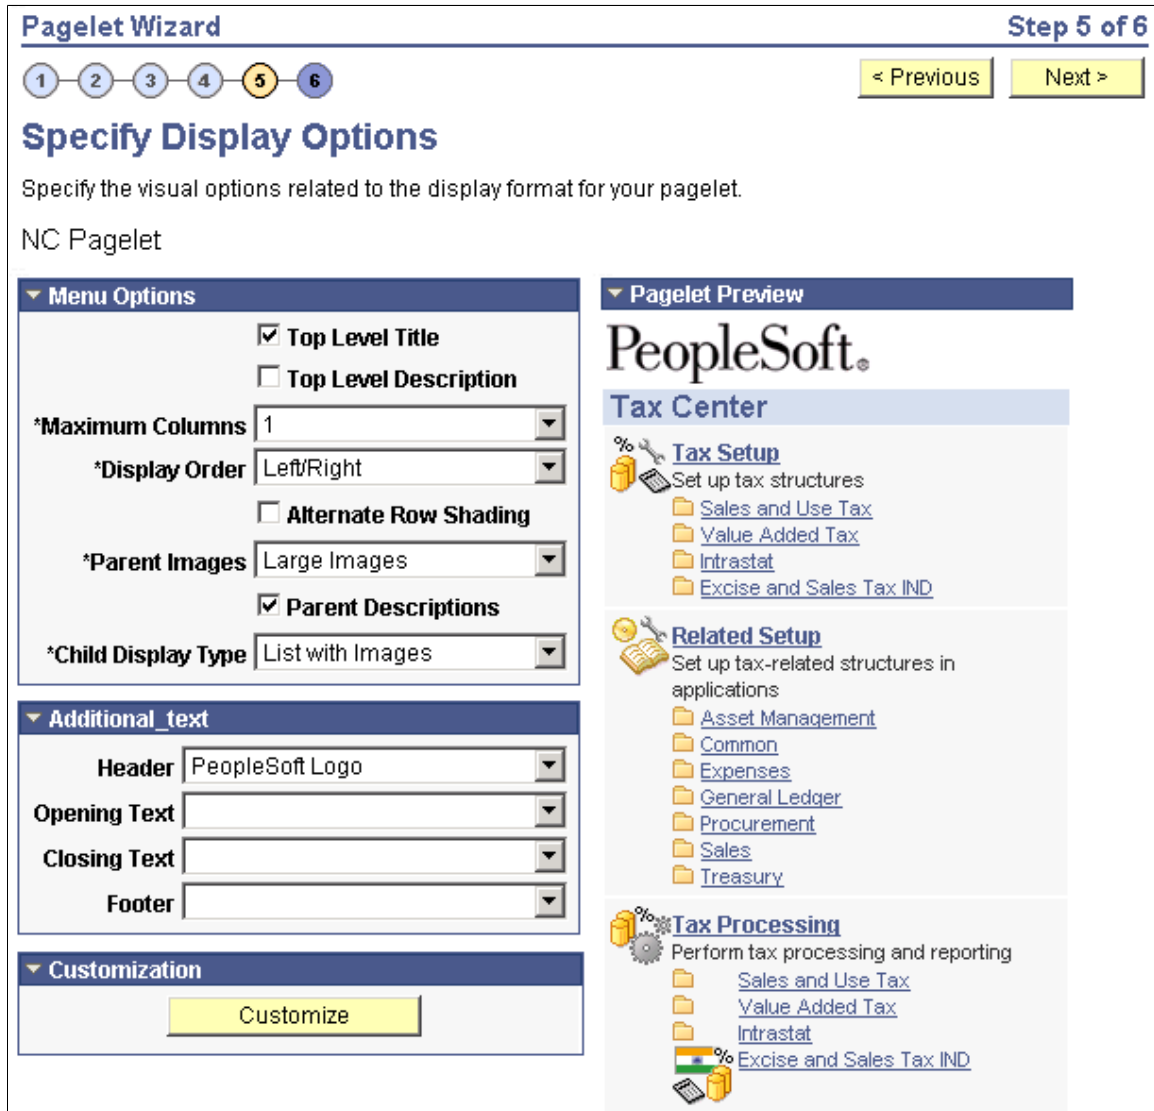 Pagelet Wizard
Step 5 of 6
1 2 3 4 5 6
< Previous
Next >
Specify Display Options
Specify the visual options related to the display format for your pagelet.
NC Pagelet
Menu Options
Top Level Title
Top Level Description
*Maximum Columns 1
*Display Order Left/Right
Alternate Row Shading
*Parent Images Large Images
Parent Descriptions
*Child Display Type List with Images
Additional_text
Header PeopleSoft Logo
Opening Text
Closing Text
Footer
Customization
Customize
Pagelet Preview
PeopleSoft®
Tax Center
% Tax Setup
Set up tax structures
Sales and Use Tax
Value Added Tax
Intrastat
Excise and Sales Tax IND
Related Setup
Set up tax-related structures in
applications
Asset Management
Common
Expenses
General Ledger
Procurement
Sales
Treasury
% Tax Processing
Perform tax processing and reporting
Sales and Use Tax
Value Added Tax
Intrastat
% Excise and Sales Tax IND